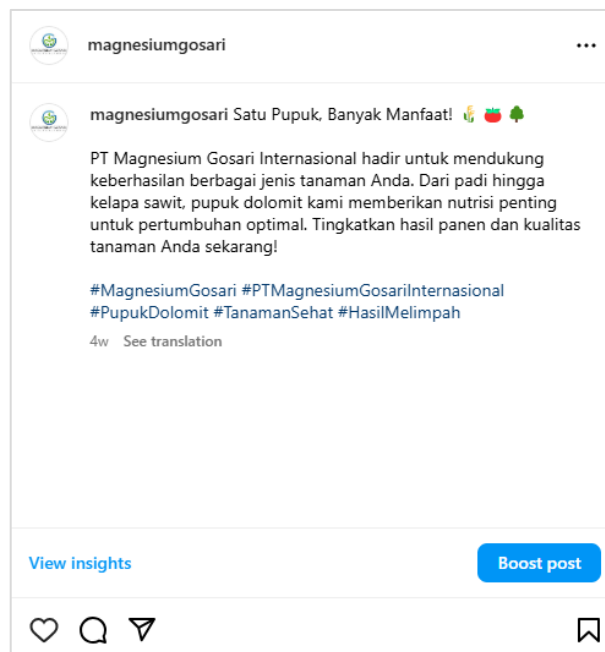 magnesiumgosari
magnesiumgosari Satu Pupuk, Banyak Manfaat!
PT Magnesium Gosari Internasional hadir untuk mendukung
keberhasilan berbagai jenis tanaman Anda. Dari padi hingga
kelapa sawit, pupuk dolomit kami memberikan nutrisi penting
untuk pertumbuhan optimal. Tingkatkan hasil panen dan kualitas
tanaman Anda sekarang!
#MagnesiumGosari #PTMagnesiumGosariInternasional
#PupukDolomit #TanamanSehat #HasilMelimpah
4w See translation
View insights
Boost post